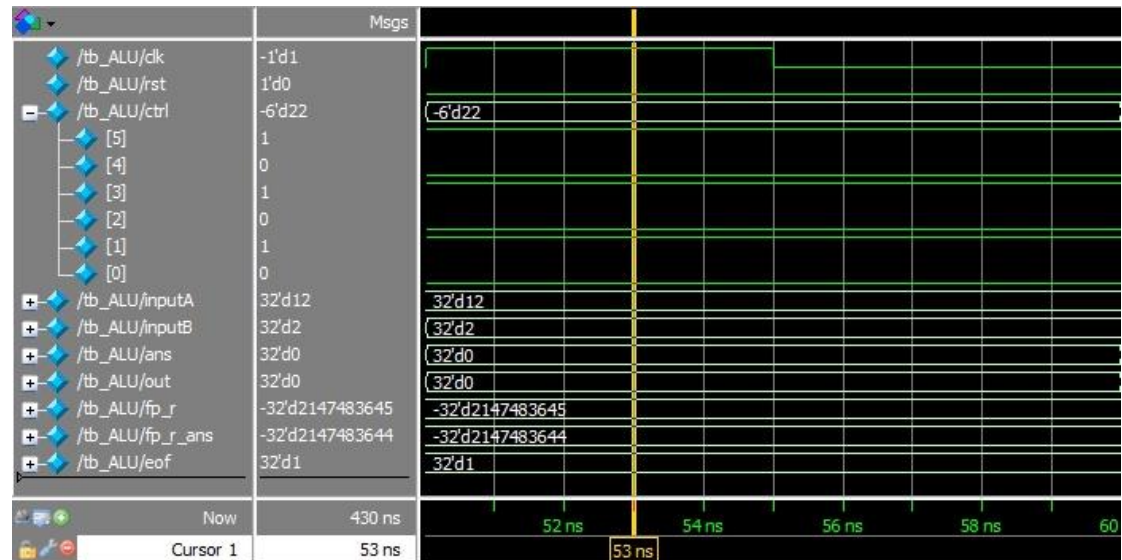 Msgs
/tb_ALU/clk -1'd1
/tb_ALU/rst 1'd0
/tb_ALU/ctrl -6'd22 -6'd22
[5] 1
[4] 0
[3] 1
[2] 0
[1] 1
[0] 0
/tb_ALU/inputA 32'd12 32'd12
/tb_ALU/inputB 32'd2 32'd2
/tb_ALU/ans 32'd0 32'd0
/tb_ALU/out 32'd0 32'd0
/tb_ALU/fp_r -32'd2147483645 -32'd2147483645
/tb_ALU/fp_r_ans -32'd2147483644 -32'd2147483644
/tb_ALU/eof 32'd1 32'd1
Now 430 ns 52 ns 54 ns 56 ns 58 ns 60
Cursor 1 53 ns 53 ns